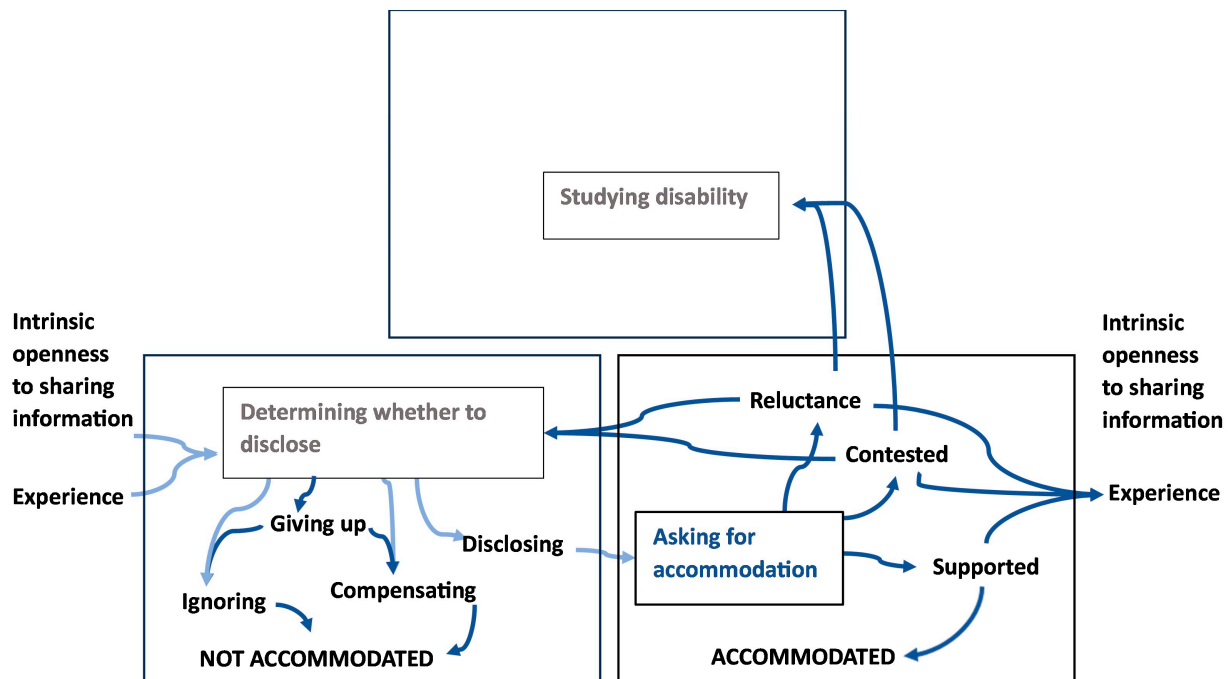 Studying disability
Intrinsic
openness
to sharing
information
Experience
Determining whether to
disclose
Giving up
Disclosing
Ignoring
Compensating
NOT ACCOMMODATED
Reluctance
Contested
Asking for
accommodation
Supported
ACCOMMODATED
Intrinsic
openness
to sharing
information
Experience